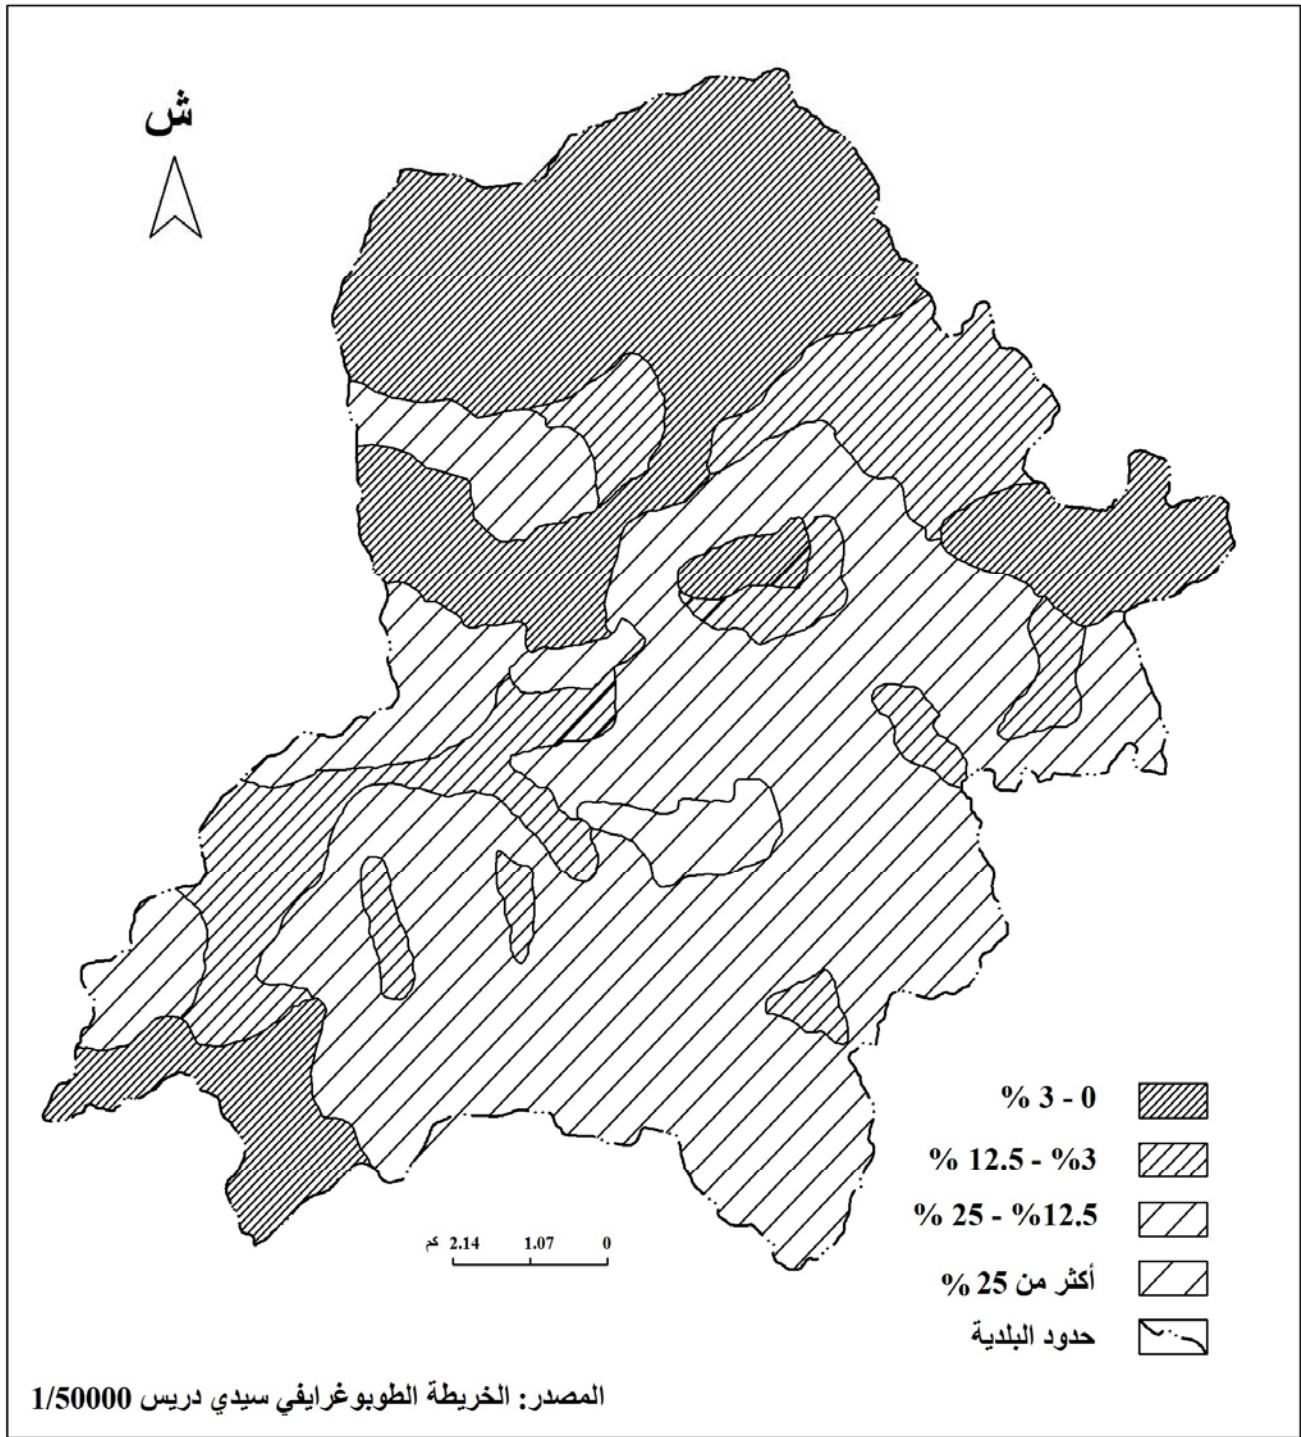 ش
0 - 3 %
3% - 12.5 %
12.5% - 25 %
أكثر من 25 %
حدود البلدية
0 1.07 2.14 كم
المصدر: الخريطة الطوبوغرايفي سيدي دريس 1/50000